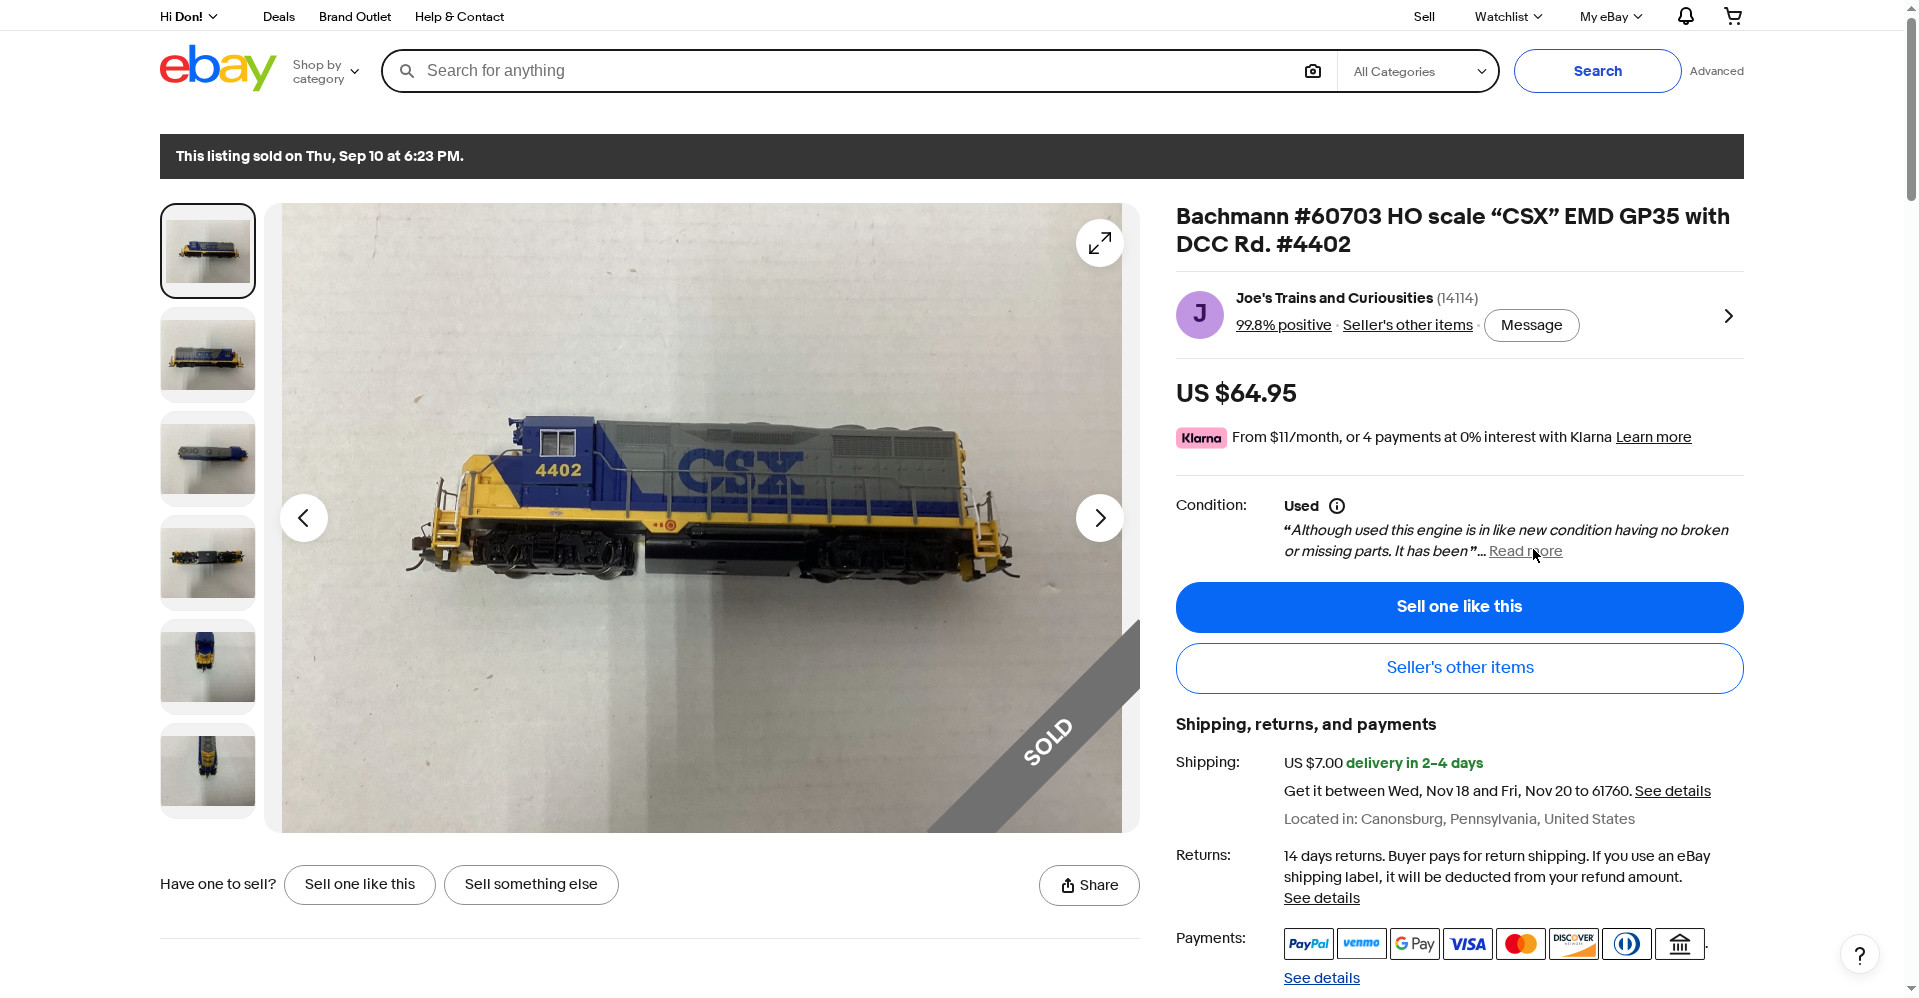 Hi Don!
Deals
Brand Outlet
Help & Contact
Sell
Watchlist
My eBay
ebay
Shop by
category
Search for anything
All Categories
Search
Advanced
This listing sold on Thu, Sep 10 at 6:23 PM.
4402
CSX
F
SOLD
Have one to sell?
Sell one like this
Sell something else
Share
Bachmann #60703 HO scale “CSX” EMD GP35 with
DCC Rd. #4402
J
Joe's Trains and Curiousities (14114)
99.8% positive · Seller's other items · Message
US $64.95
Klarna From $11/month, or 4 payments at 0% interest with Klarna Learn more
Condition:
Used
“Although used this engine is in like new condition having no broken
or missing parts. It has been”... Read more
Sell one like this
Seller's other items
Shipping, returns, and payments
Shipping:
US $7.00 delivery in 2–4 days
Get it between Wed, Nov 18 and Fri, Nov 20 to 61760. See details
Located in: Canonsburg, Pennsylvania, United States
Returns:
14 days returns. Buyer pays for return shipping. If you use an eBay
shipping label, it will be deducted from your refund amount.
See details
Payments:
PayPal venmo G Pay VISA DISCOVER
See details
?